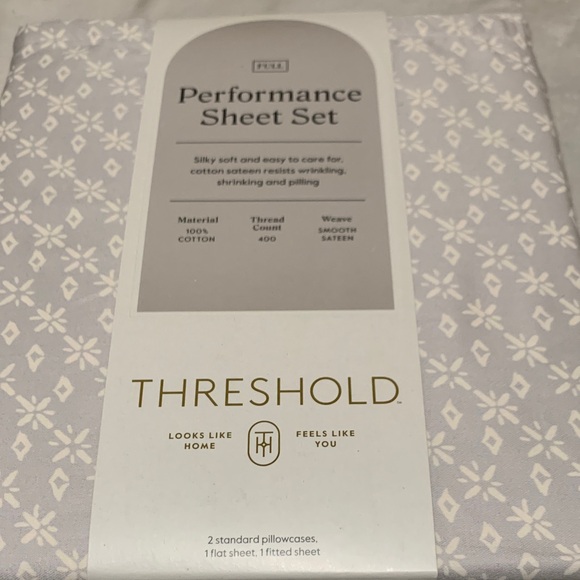 FULL
Performance
Sheet Set
Silky soft and easy to care for,
cotton sateen resists wrinkling,
shrinking and pilling
Material Thread Count Weave
100% COTTON 400 SMOOTH SATEEN
THRESHOLD™
LOOKS LIKE HOME TH FEELS LIKE YOU
2 standard pillowcases,
1 flat sheet, 1 fitted sheet